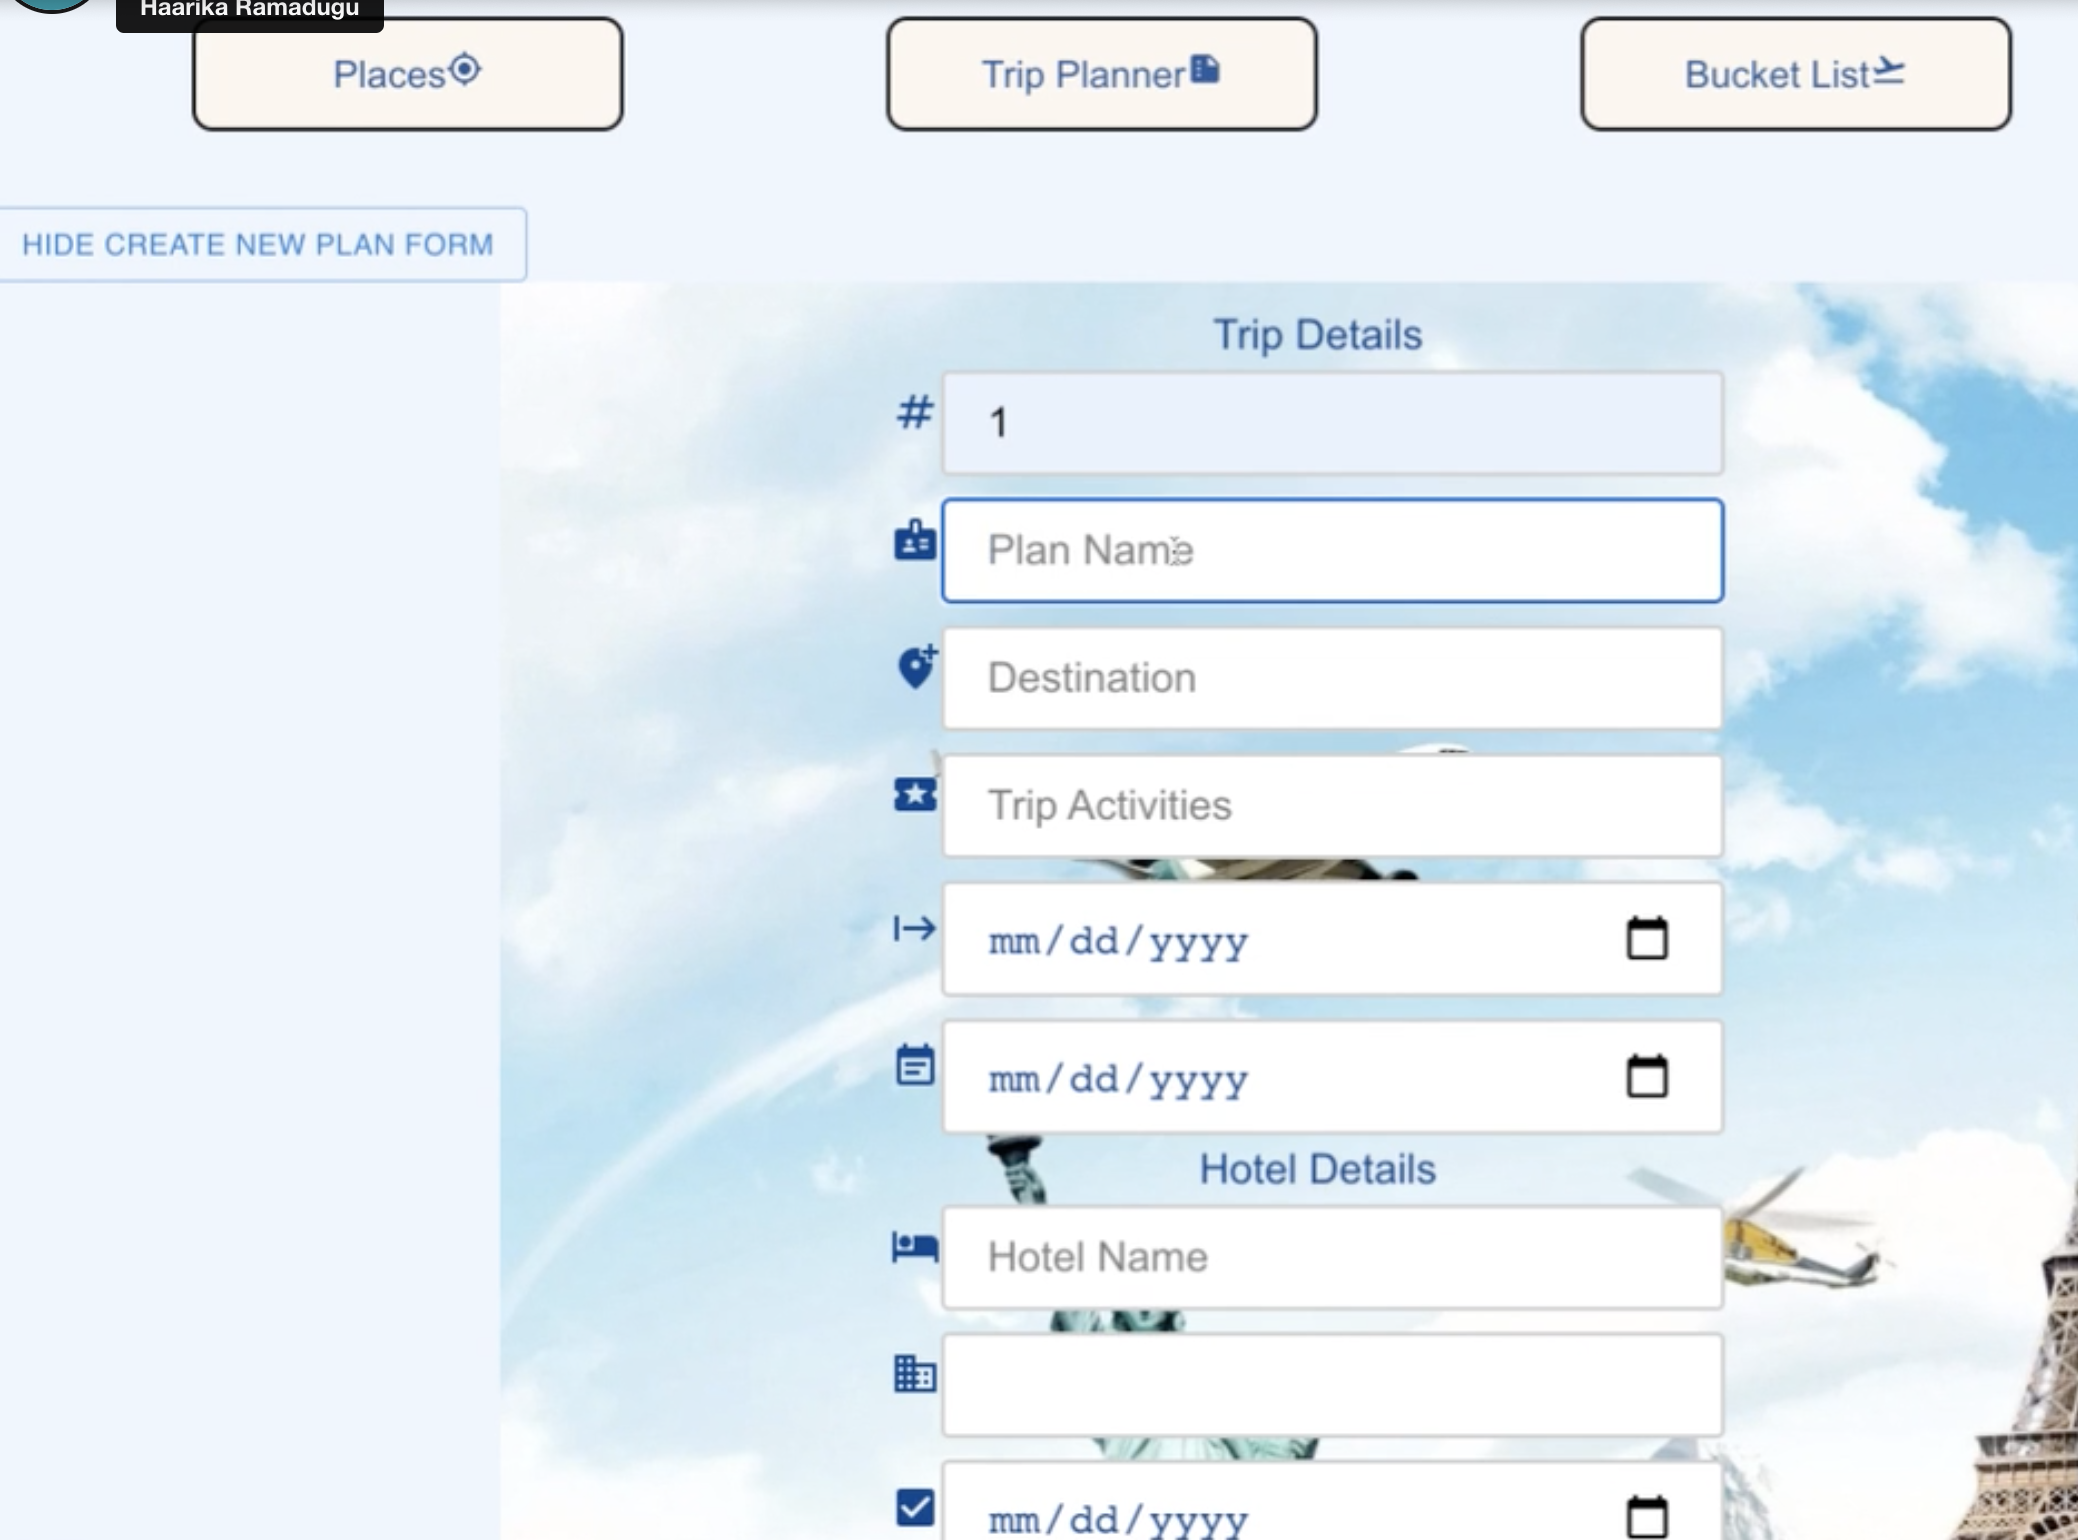 Haarika Ramadugu
Places
Trip Planner
Bucket List
HIDE CREATE NEW PLAN FORM
Trip Details
#
1
Plan Name
Destination
Trip Activities
mm/dd/yyyy
mm/dd/yyyy
Hotel Details
Hotel Name
mm/dd/yyyy